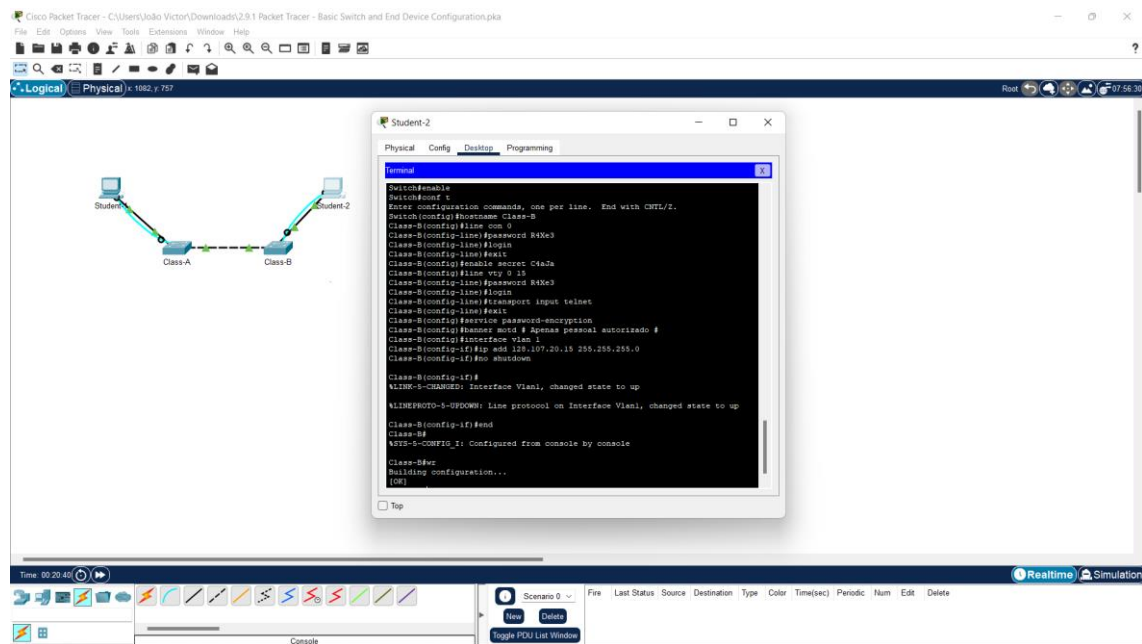 Cisco Packet Tracer - C:\Users\João Victor\Downloads\2.9.1 Packet Tracer - Basic Switch and End Device Configuration.pka
File Edit Options View Tools Extensions Window Help
Logical Physical x: 1082, y: 757
Root 07:56:30
Student-2
Physical Config Desktop Programming
Terminal X
Switch#enable
Switch#conf t
Enter configuration commands, one per line. End with CNTL/Z.
Switch(config)#hostname Class-B
Class-B(config)#line con 0
Class-B(config-line)#password R4Xe3
Class-B(config-line)#login
Class-B(config-line)#exit
Class-B(config)#enable secret C4aJa
Class-B(config)#line vty 0 15
Class-B(config-line)#password R4Xe3
Class-B(config-line)#login
Class-B(config-line)#transport input telnet
Class-B(config-line)#exit
Class-B(config)#service password-encryption
Class-B(config)#banner motd # Apenas pessoal autorizado #
Class-B(config)#interface vlan 1
Class-B(config-if)#ip add 128.107.20.15 255.255.255.0
Class-B(config-if)#no shutdown
Class-B(config-if)#
%LINK-5-CHANGED: Interface Vlan1, changed state to up
%LINEPROTO-5-UPDOWN: Line protocol on Interface Vlan1, changed state to up
Class-B(config-if)#end
Class-B#
%SYS-5-CONFIG_I: Configured from console by console
Class-B#wr
Building configuration...
[OK]
Top
Student-2
Class-A
Class-B
Time: 00:20:40
Realtime Simulation
Scenario 0
Fire Last Status Source Destination Type Color Time(sec) Periodic Num Edit Delete
New Delete
Toggle PDU List Window
Console